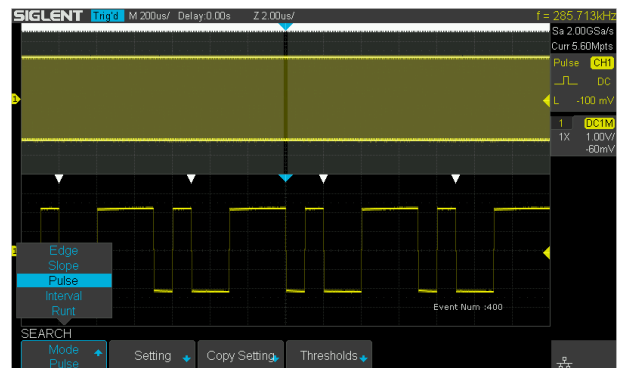 SIGLENT Trig'd M 200us/ Delay:0.00s Z 2.00us/ f = 285.713kHz
Sa 2.00GSa/s
Curr 5.60Mpts
Pulse CH1
DC
L -100 mV
1 DC1M
1X 1.00V/
-60mV
1
1
Edge
Slope
Pulse
Interval
Runt
Event Num :400
SEARCH
Mode Setting Copy Setting Thresholds
Pulse